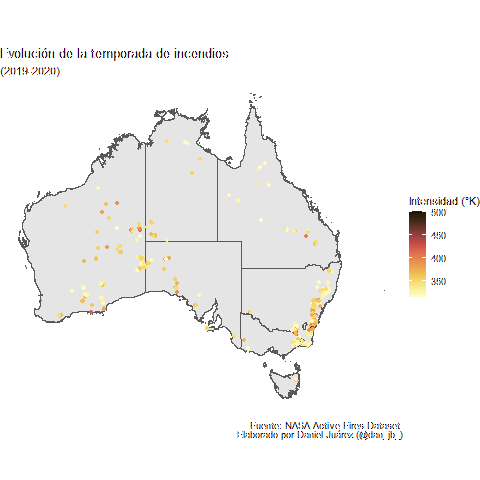 Evolución de la temporada de incendios
(2019-2020)
Intensidad (°K)
500
450
400
350
Fuente: NASA Active Fires Dataset
Elaborado por Daniel Juárez (@dan_jb_)